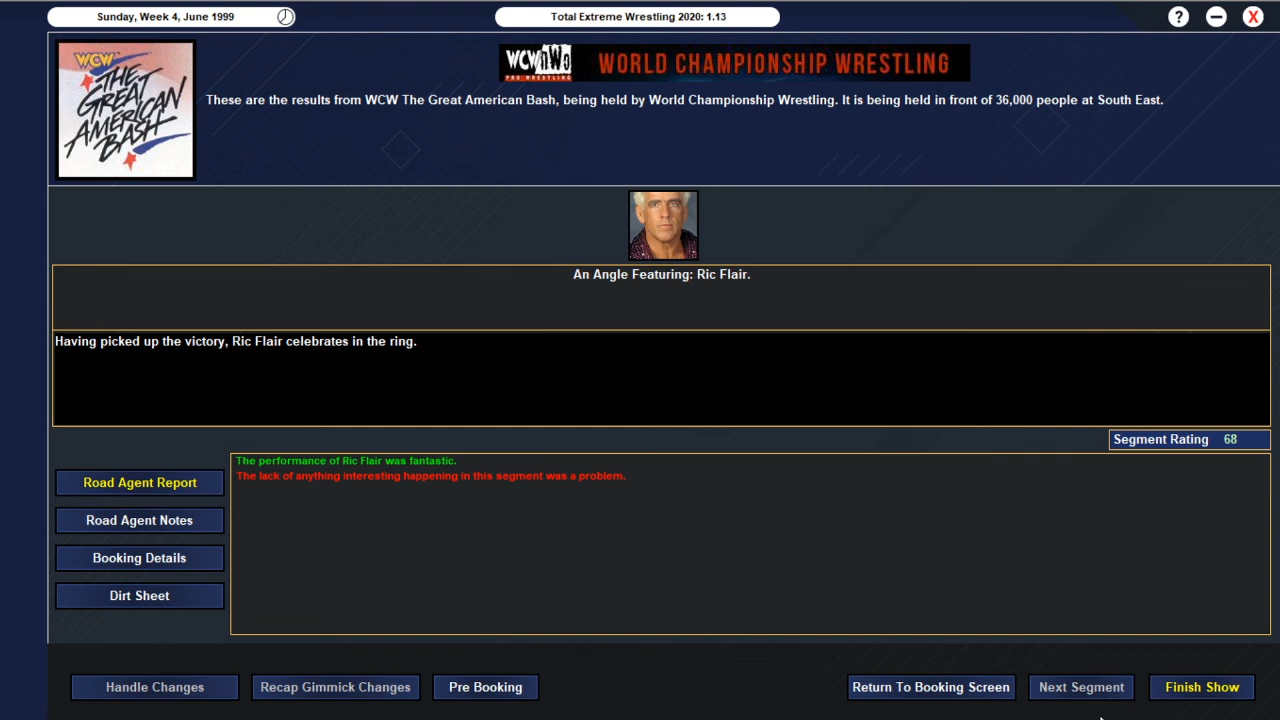 Sunday, Week 4, June 1999
Total Extreme Wrestling 2020: 1.13
?
X
WCW
THE
GREAT
AMERICAN
BASH
WCW nWo
PRO WRESTLING
WORLD CHAMPIONSHIP WRESTLING
These are the results from WCW The Great American Bash, being held by World Championship Wrestling. It is being held in front of 36,000 people at South East.
An Angle Featuring: Ric Flair.
Having picked up the victory, Ric Flair celebrates in the ring.
Segment Rating 68
The performance of Ric Flair was fantastic.
The lack of anything interesting happening in this segment was a problem.
Road Agent Report
Road Agent Notes
Booking Details
Dirt Sheet
Handle Changes
Recap Gimmick Changes
Pre Booking
Return To Booking Screen
Next Segment
Finish Show